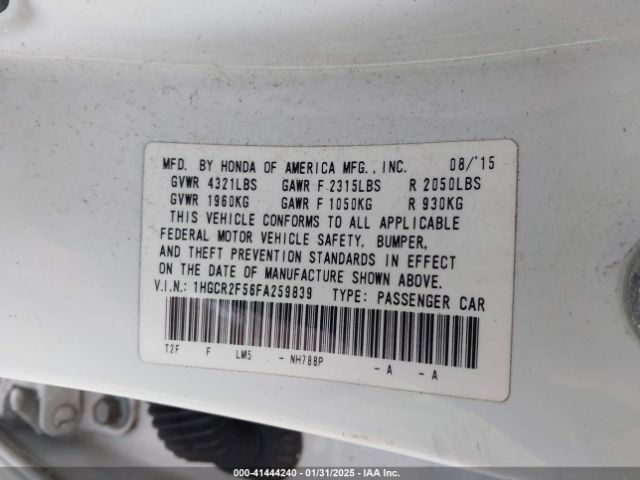 MFD. BY HONDA OF AMERICA MFG., INC. 08/'15
GVWR 4321LBS GAWR F 2315LBS R 2050LBS
GVWR 1960KG GAWR F 1050KG R 930KG
THIS VEHICLE CONFORMS TO ALL APPLICABLE
FEDERAL MOTOR VEHICLE SAFETY, BUMPER,
AND THEFT PREVENTION STANDARDS IN EFFECT
ON THE DATE OF MANUFACTURE SHOWN ABOVE.
V.I.N.: 1HGCR2F56FA259839 TYPE: PASSENGER CAR
T2F F LM5 - NH788P - A - A
000-41444240 - 01/31/2025 - IAA Inc.